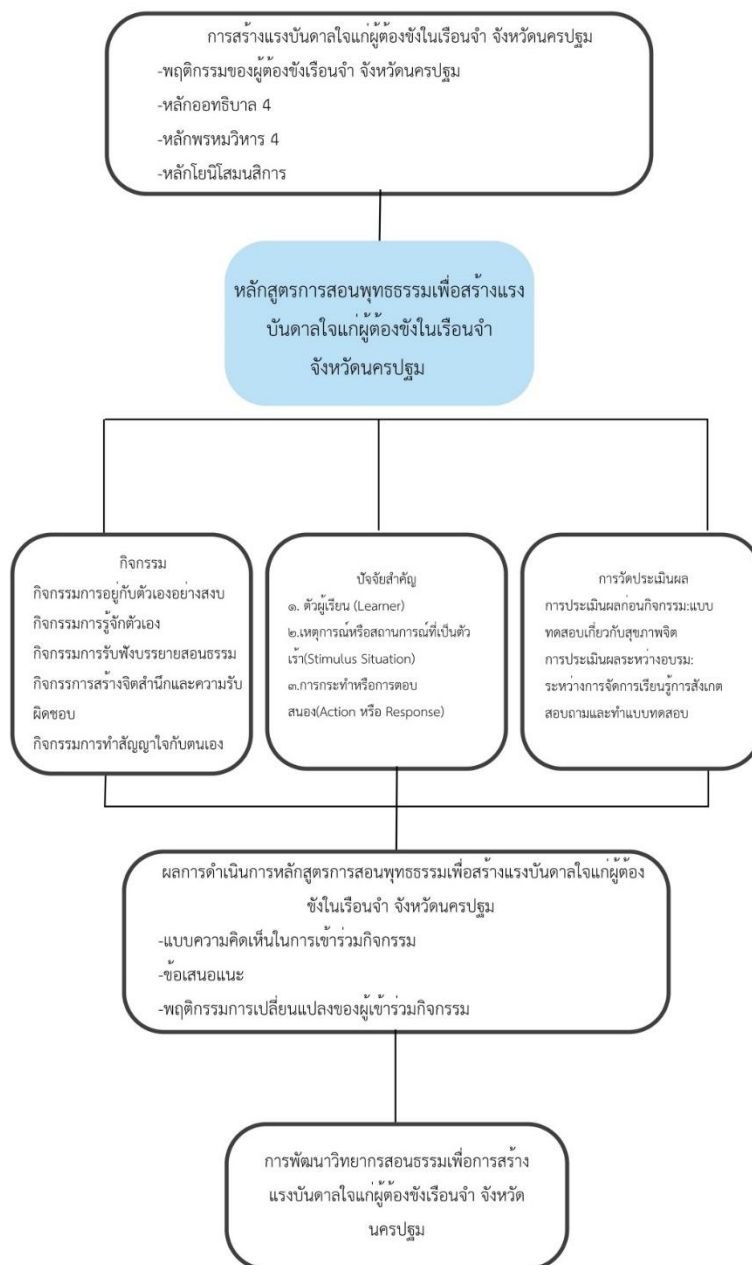 การสร้างแรงบันดาลใจแก่ผู้ต้องขังในเรือนจำ จังหวัดนครปฐม
-พฤติกรรมของผู้ต้องขังเรือนจำ จังหวัดนครปฐม
-หลักออทธิบาล 4
-หลักพรหมวิหาร 4
-หลักโยนิโสมนสิการ
หลักสูตรการสอนพุทธธรรมเพื่อสร้างแรง
บันดาลใจแก่ผู้ต้องขังในเรือนจำ
จังหวัดนครปฐม
กิจกรรม
กิจกรรมการอยู่กับตัวเองอย่างสงบ
กิจกรรมการรู้จักตัวเอง
กิจกรรมการรับฟังบรรยายสอนธรรม
กิจกรรการสร้างจิตสำนึกและความรับ
ผิดชอบ
กิจกรรมการทำสัญญาใจกับตนเอง
ปัจจัยสำคัญ
๑. ตัวผู้เรียน (Learner)
๒.เหตุการณ์หรือสถานการณ์ที่เป็นตัว
เร้า(Stimulus Situation)
๓.การกระทำหรือการตอบ
สนอง(Action หรือ Response)
การวัดประเมินผล
การประเมินผลก่อนกิจกรรม:แบบ
ทดสอบเกี่ยวกับสุขภาพจิต
การประเมินผลระหว่างอบรม:
ระหว่างการจัดการเรียนรู้การสังเกต
สอบถามและทำแบบทดสอบ
ผลการดำเนินการหลักสูตรการสอนพุทธธรรมเพื่อสร้างแรงบันดาลใจแก่ผู้ต้อง
ขังในเรือนจำ จังหวัดนครปฐม
-แบบความคิดเห็นในการเข้าร่วมกิจกรรม
-ข้อเสนอแนะ
-พฤติกรรมการเปลี่ยนแปลงของผู้เข้าร่วมกิจกรรม
การพัฒนาวิทยากรสอนธรรมเพื่อการสร้าง
แรงบันดาลใจแก่ผู้ต้องขังเรือนจำ จังหวัด
นครปฐม